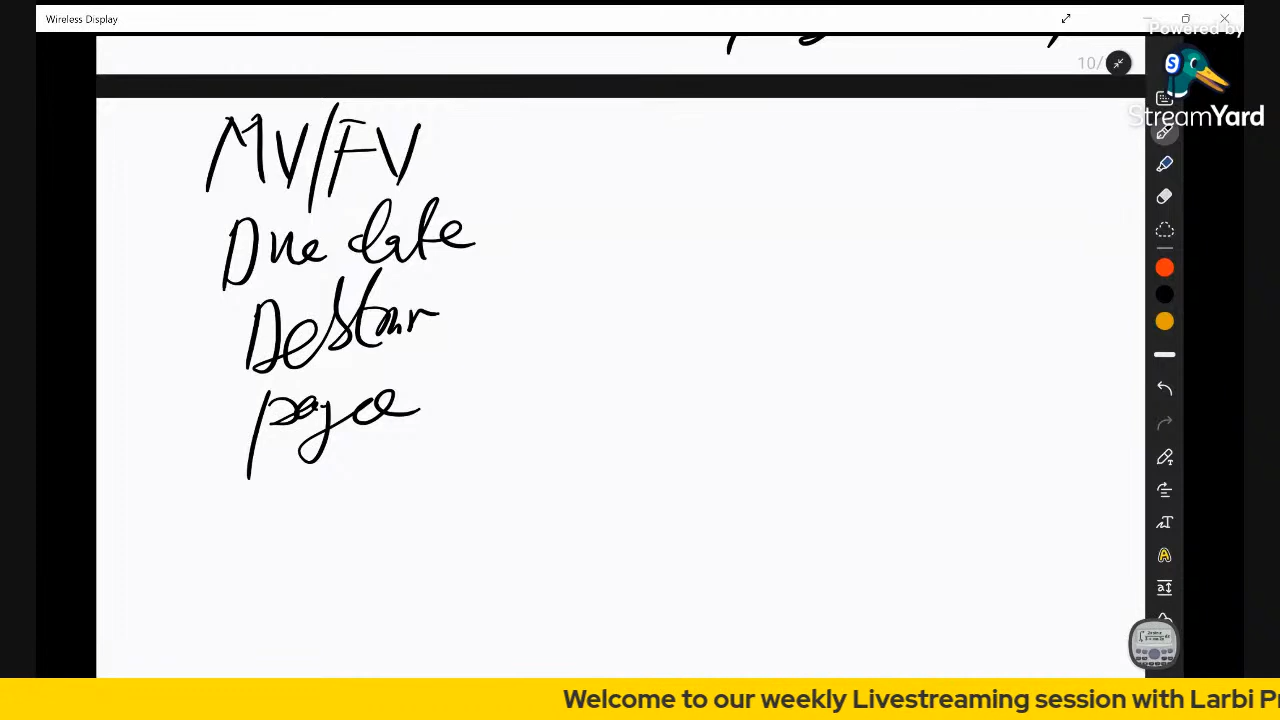 Wireless Display
Powered by
StreamYard
10/
MV/FV
Due date
Debtor
payee
Welcome to our weekly Livestreaming session with Larbi Pr